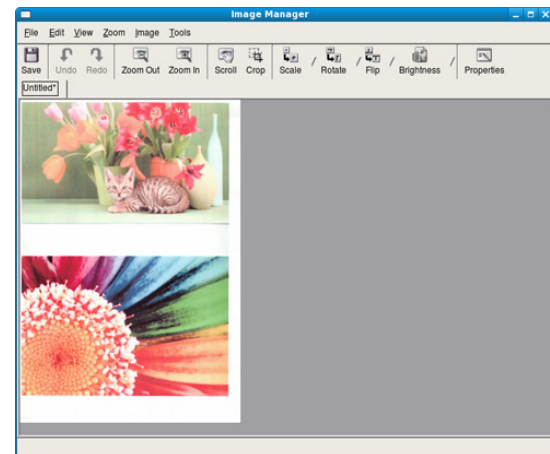 Image Manager
File Edit View Zoom Image Tools
Save Undo Redo Zoom Out Zoom In Scroll Crop Scale / Rotate / Flip / Brightness / Properties
Untitled*